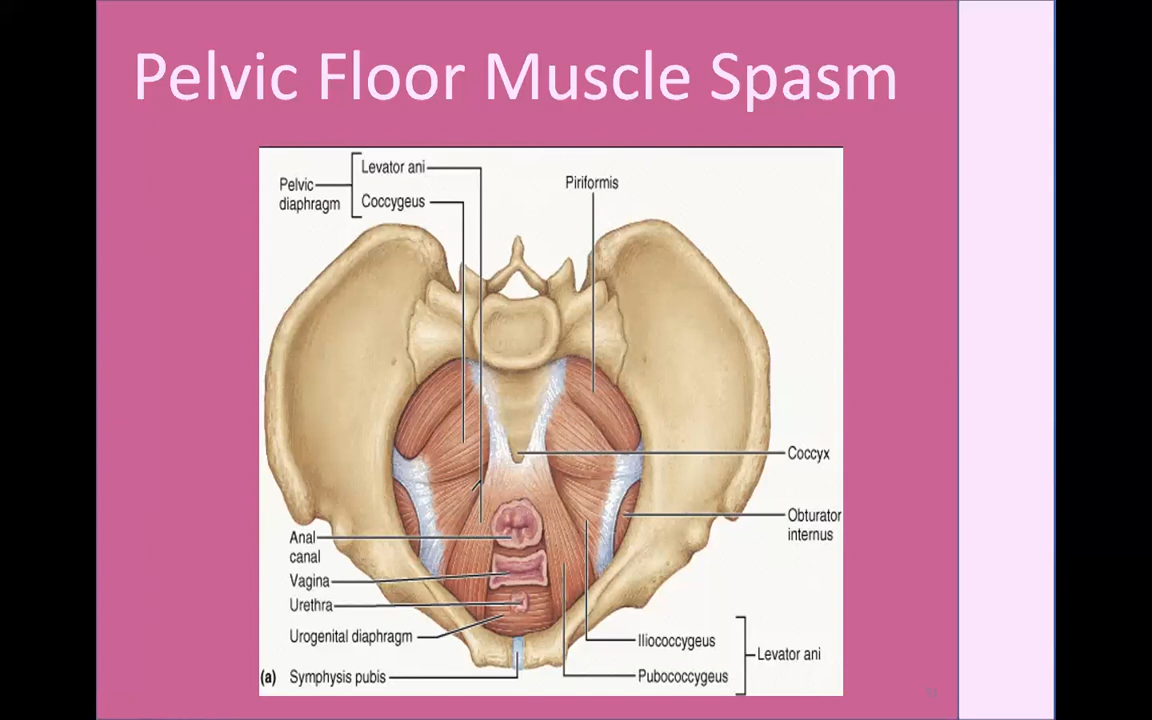 Pelvic Floor Muscle Spasm
Levator ani
Pelvic
diaphragm
Coccygeus
Piriformis
Coccyx
Obturator
internus
Anal
canal
Vagina
Urethra
Urogenital diaphragm
Iliococcygeus
Levator ani
Pubococcygeus
(a) Symphysis pubis